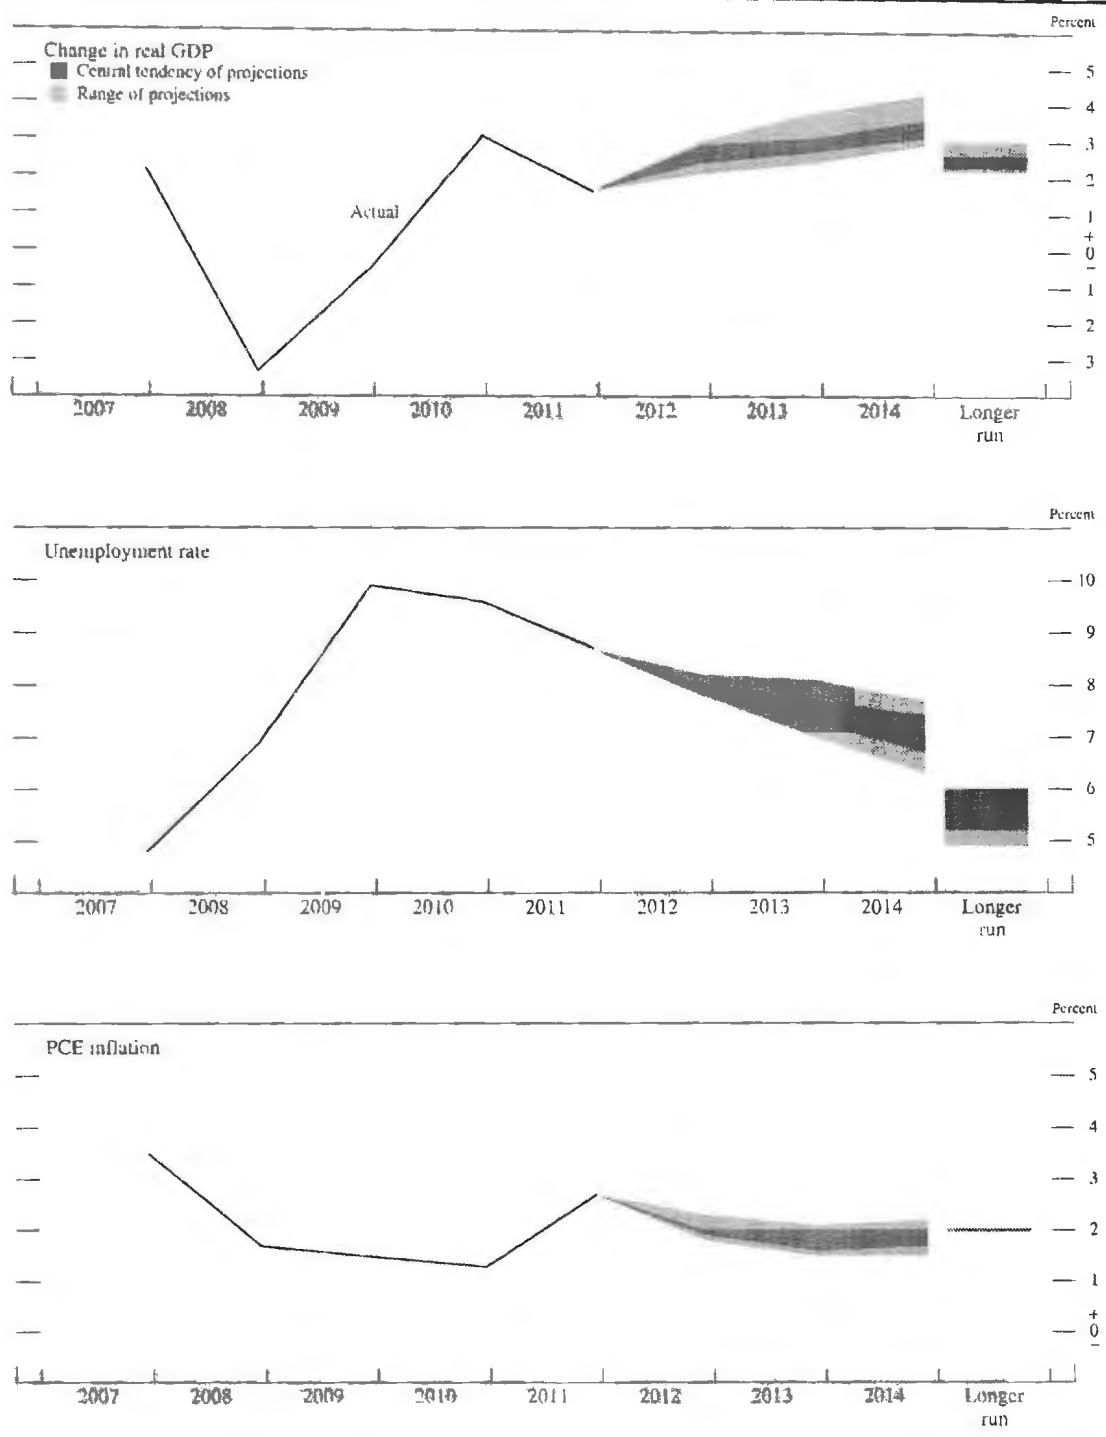 Percent
Change in real GDP
Central tendency of projections
Range of projections
Actual
5
4
3
2
1
+
0
−
1
2
3
2007 2008 2009 2010 2011 2012 2013 2014 Longer
run
Percent
Unemployment rate
10
9
8
7
6
5
2007 2008 2009 2010 2011 2012 2013 2014 Longer
run
Percent
PCE inflation
5
4
3
2
1
+
0
−
2007 2008 2009 2010 2011 2012 2013 2014 Longer
run